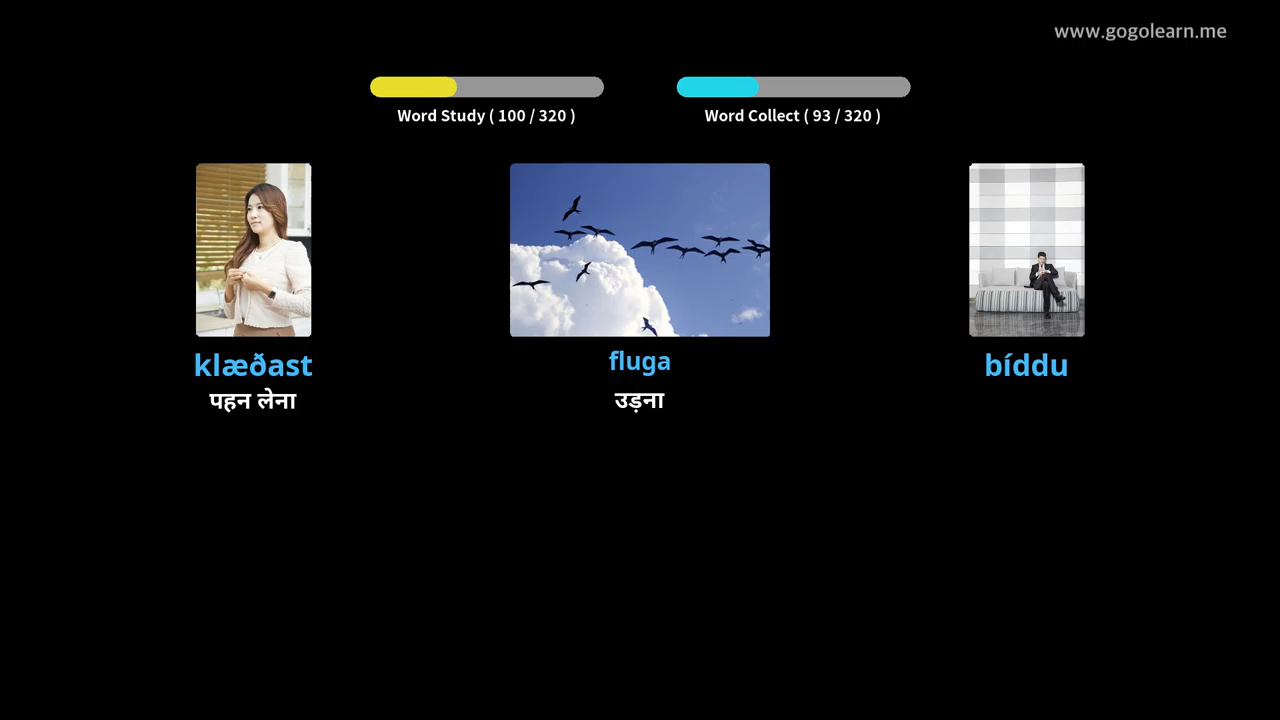 www.gogolearn.me
Word Study ( 100 / 320 )
Word Collect ( 93 / 320 )
klæðast
पहन लेना
fluga
उड़ना
bíddu